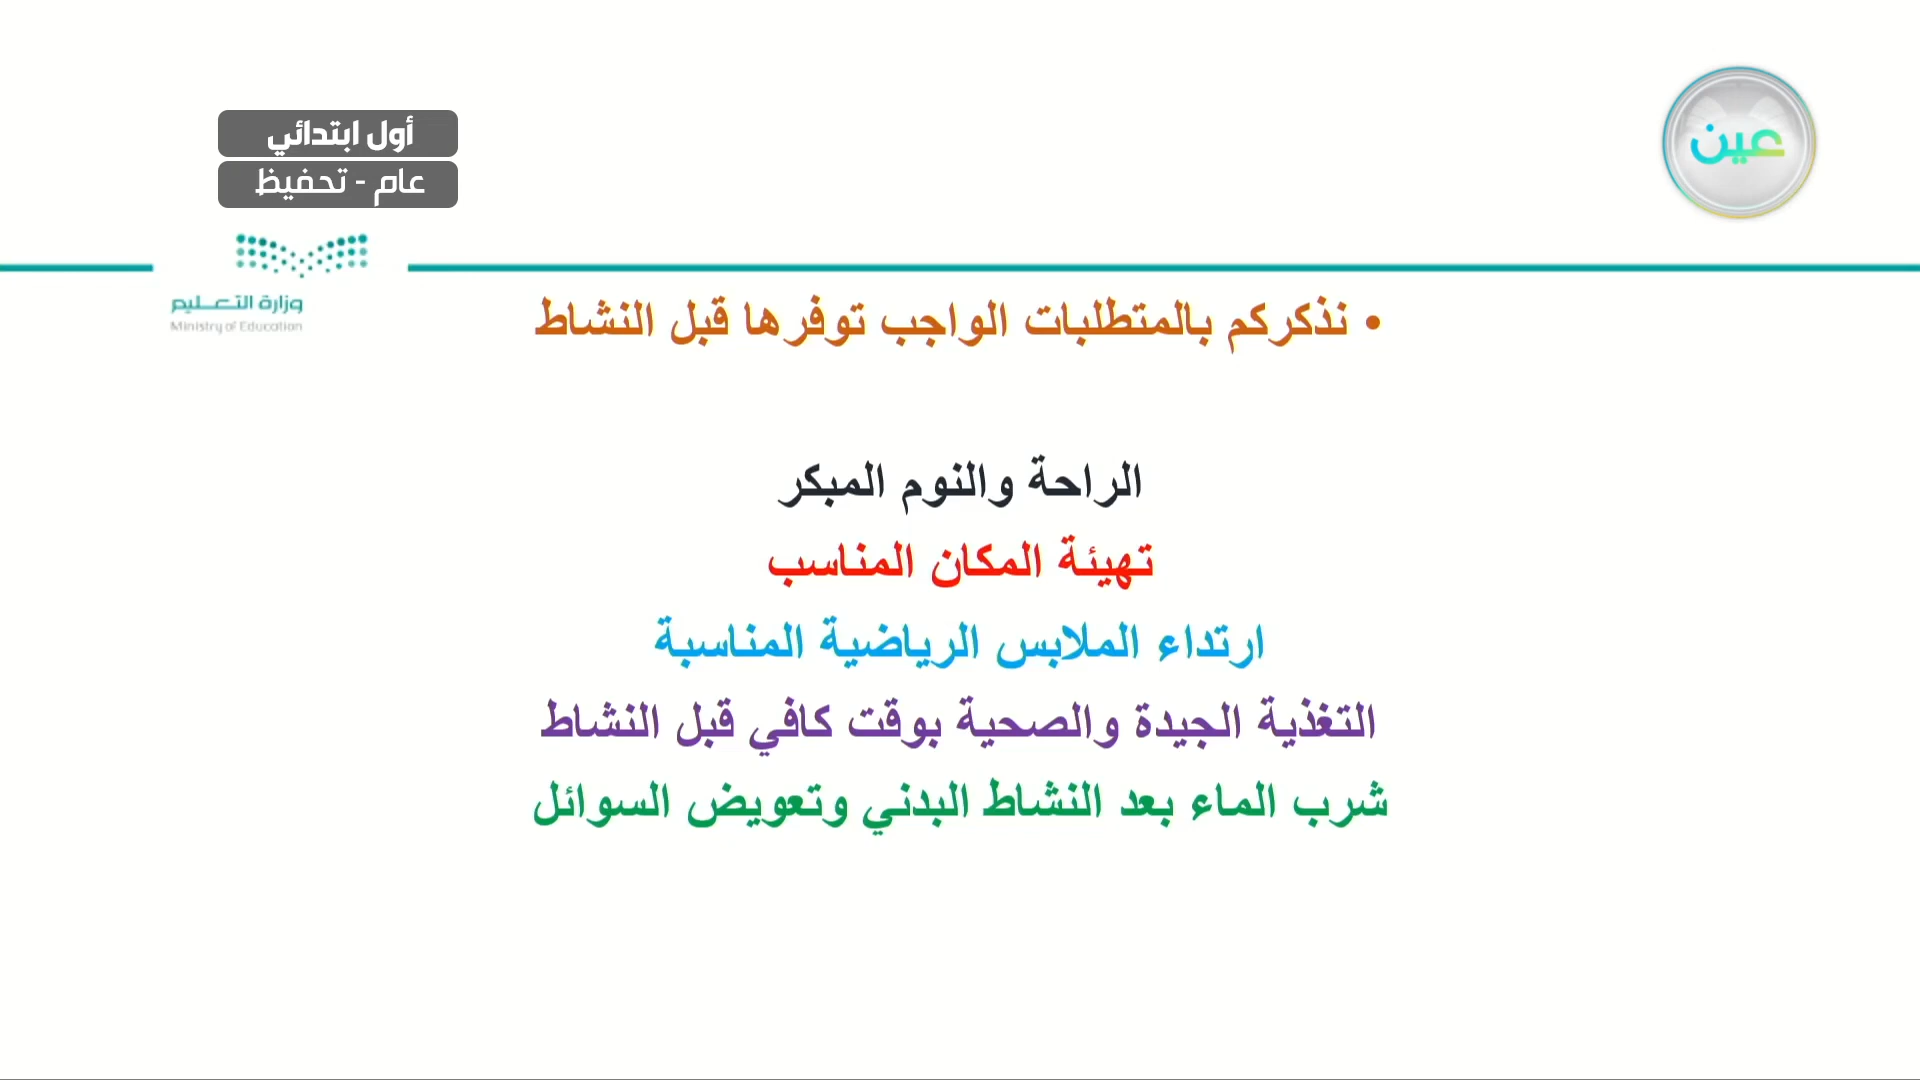 أول ابتدائي
عام - تحفيظ
عين
وزارة التعليم
Ministry of Education
• نذكركم بالمتطلبات الواجب توفرها قبل النشاط
الراحة والنوم المبكر
تهيئة المكان المناسب
ارتداء الملابس الرياضية المناسبة
التغذية الجيدة والصحية بوقت كافي قبل النشاط
شرب الماء بعد النشاط البدني وتعويض السوائل